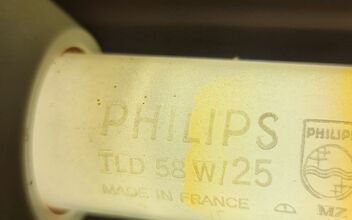 PHILIPS
TLD 58 W/25
MADE IN FRANCE
PHILIPS
MZ